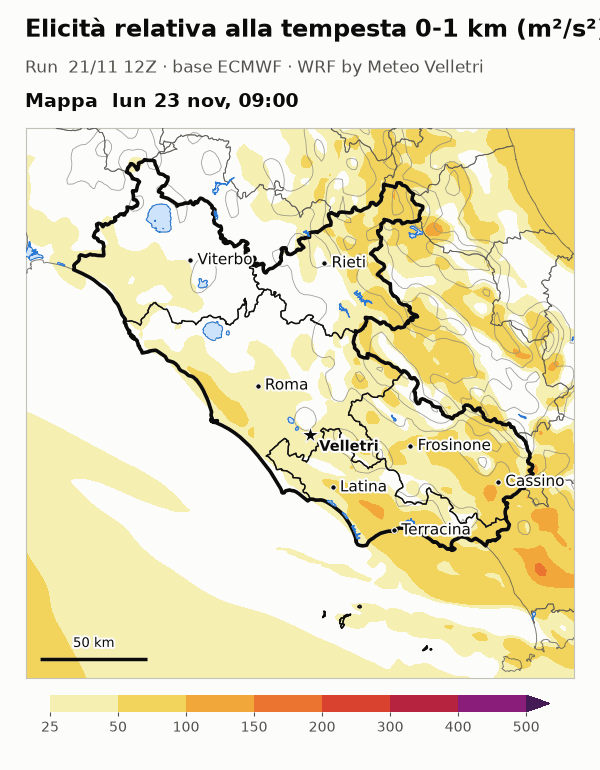 Elicità relativa alla tempesta 0-1 km (m²/s²)
Run 21/11 12Z · base ECMWF · WRF by Meteo Velletri
Mappa lun 23 nov, 09:00
Viterbo
Rieti
Roma
Velletri
Frosinone
Cassino
Latina
Terracina
50 km
25 50 100 150 200 300 400 500